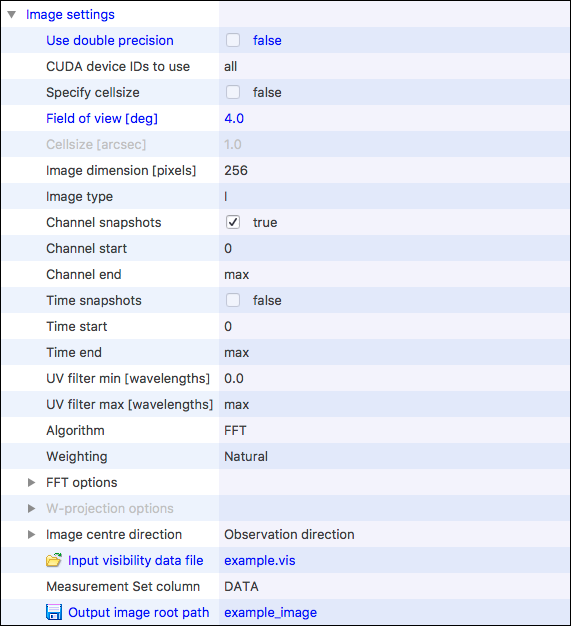 Image settings
Use double precision false
CUDA device IDs to use all
Specify cellsize false
Field of view [deg] 4.0
Cellsize [arcsec] 1.0
Image dimension [pixels] 256
Image type I
Channel snapshots true
Channel start 0
Channel end max
Time snapshots false
Time start 0
Time end max
UV filter min [wavelengths] 0.0
UV filter max [wavelengths] max
Algorithm FFT
Weighting Natural
FFT options
W-projection options
Image centre direction Observation direction
Input visibility data file example.vis
Measurement Set column DATA
Output image root path example_image